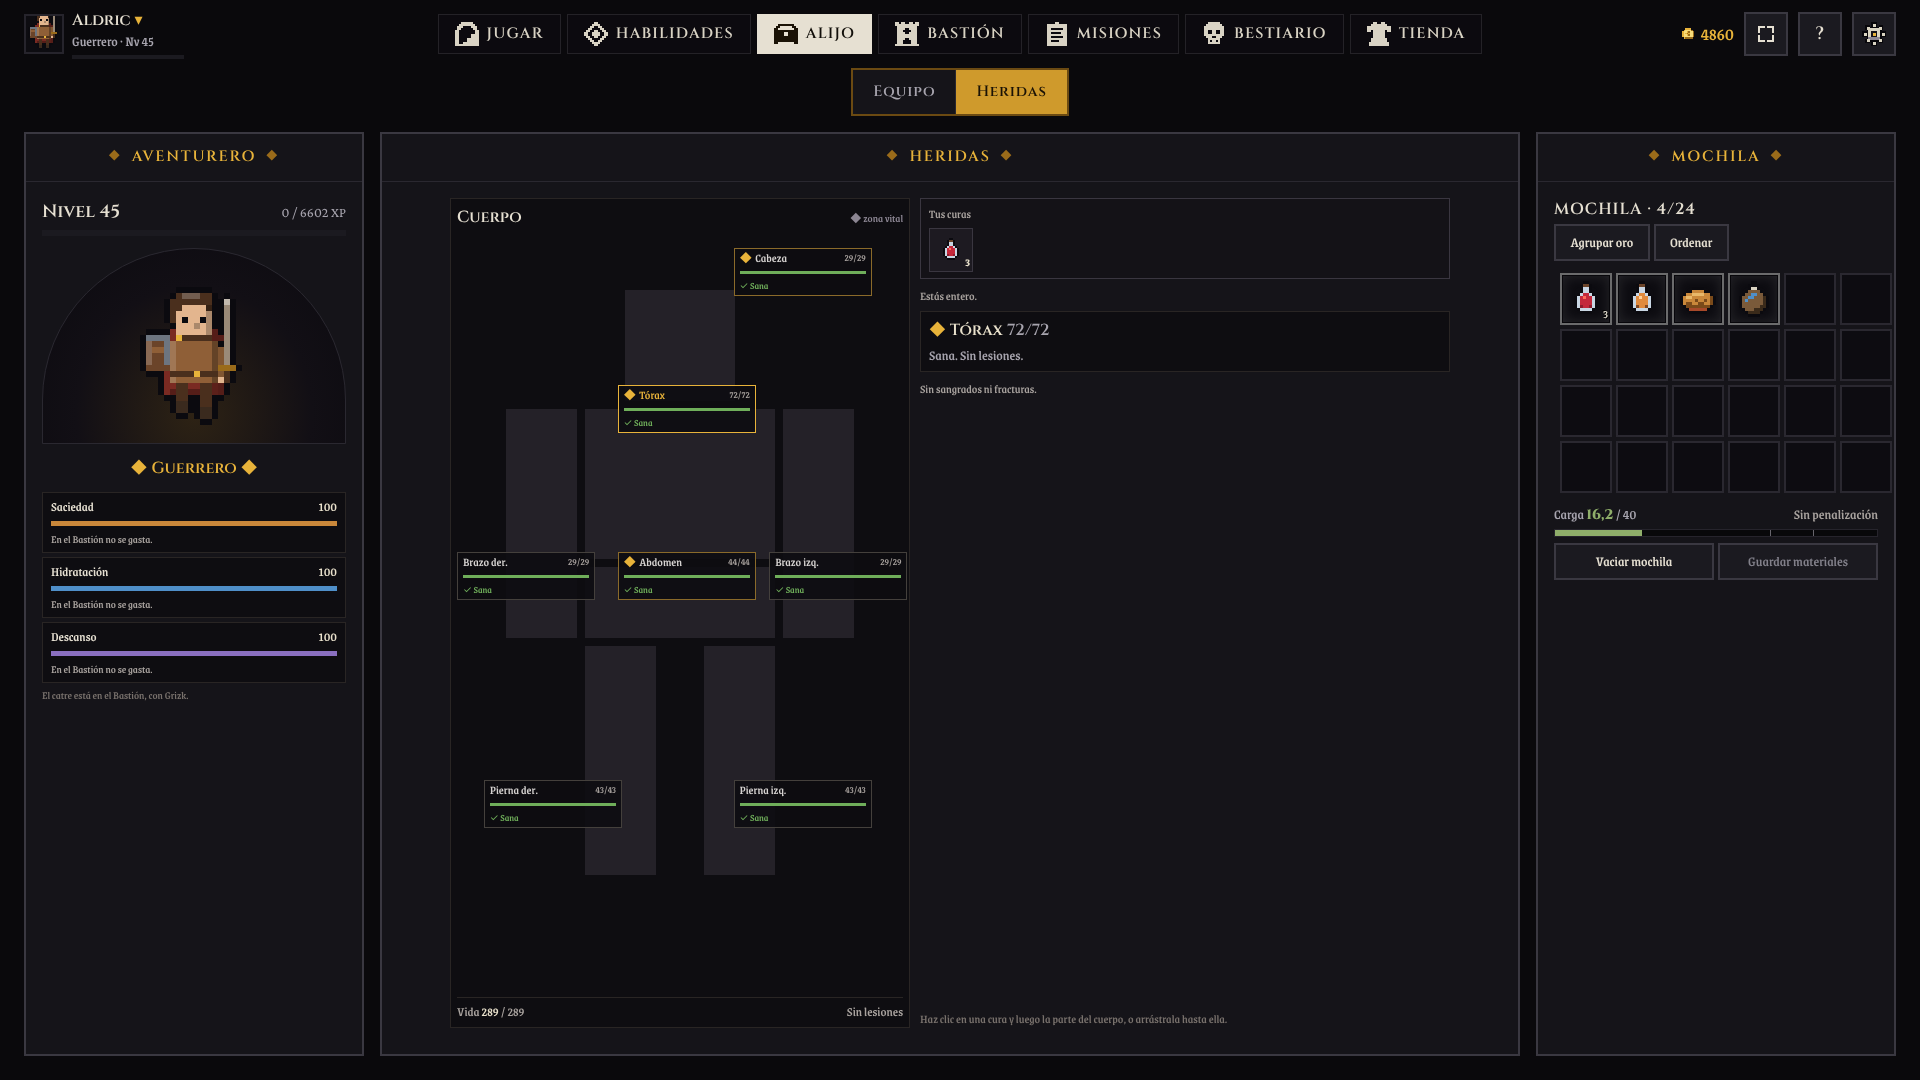 Aldric ▾
Guerrero · Nv 45
JUGAR
HABILIDADES
ALIJO
BASTIÓN
MISIONES
BESTIARIO
TIENDA
4860
?
Equipo
Heridas
◆ AVENTURERO ◆
Nivel 45
0 / 6602 XP
◆ Guerrero ◆
Saciedad 100
En el Bastión no se gasta.
Hidratación 100
En el Bastión no se gasta.
Descanso 100
En el Bastión no se gasta.
El catre está en el Bastión, con Grizk.
◆ HERIDAS ◆
Cuerpo
◆ zona vital
◆ Cabeza 29/29
✓ Sana
◆ Tórax 72/72
✓ Sana
Brazo der. 29/29
✓ Sana
◆ Abdomen 44/44
✓ Sana
Brazo izq. 29/29
✓ Sana
Pierna der. 43/43
✓ Sana
Pierna izq. 43/43
✓ Sana
Vida 289 / 289
Sin lesiones
Tus curas
3
Estás entero.
◆ Tórax 72/72
Sana. Sin lesiones.
Sin sangrados ni fracturas.
Haz clic en una cura y luego la parte del cuerpo, o arrástrala hasta ella.
◆ MOCHILA ◆
MOCHILA · 4/24
Agrupar oro
Ordenar
3
Carga 16,2 / 40
Sin penalización
Vaciar mochila
Guardar materiales